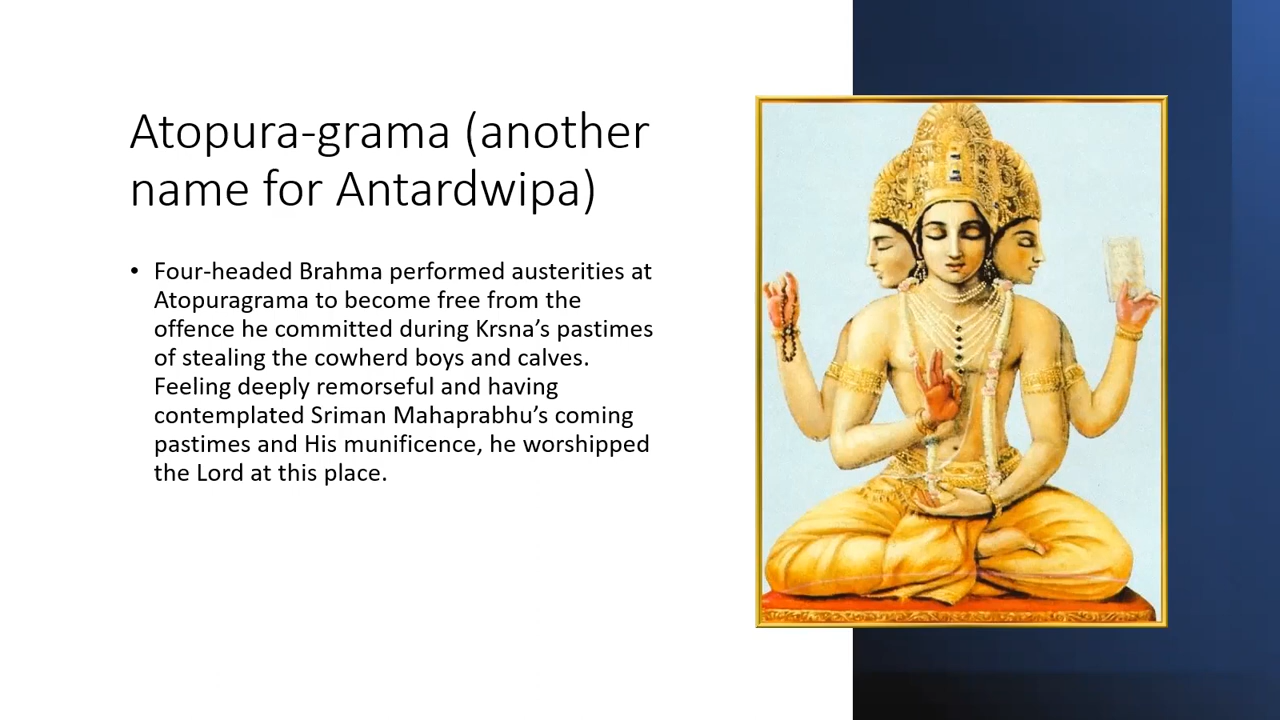 Atopura-grama (another
name for Antardwipa)
• Four-headed Brahma performed austerities at
Atopuragrama to become free from the
offence he committed during Krsna’s pastimes
of stealing the cowherd boys and calves.
Feeling deeply remorseful and having
contemplated Sriman Mahaprabhu’s coming
pastimes and His munificence, he worshipped
the Lord at this place.